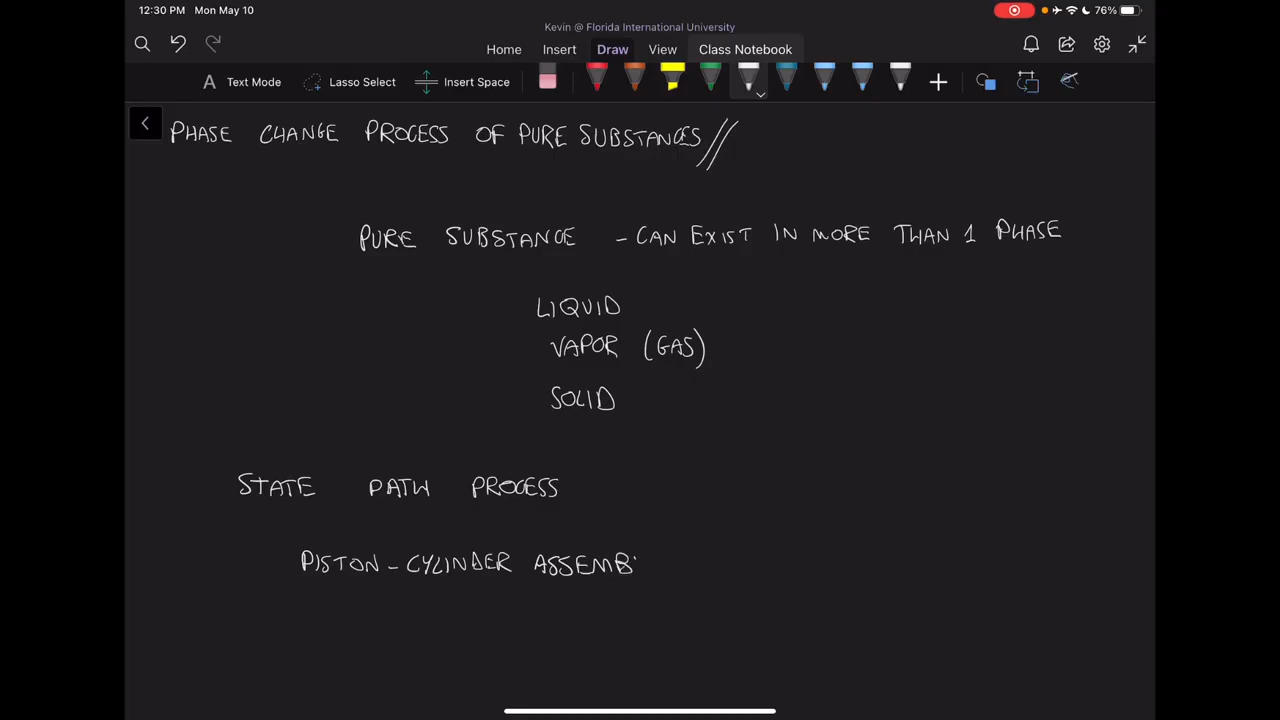 12:30 PM Mon May 10
76%
Kevin @ Florida International University
Home Insert Draw View Class Notebook
A Text Mode Lasso Select Insert Space
PHASE CHANGE PROCESS OF PURE SUBSTANCES//
PURE SUBSTANCE - CAN EXIST IN MORE THAN 1 PHASE
LIQUID
VAPOR (GAS)
SOLID
STATE PATH PROCESS
PISTON - CYLINDER ASSEMB